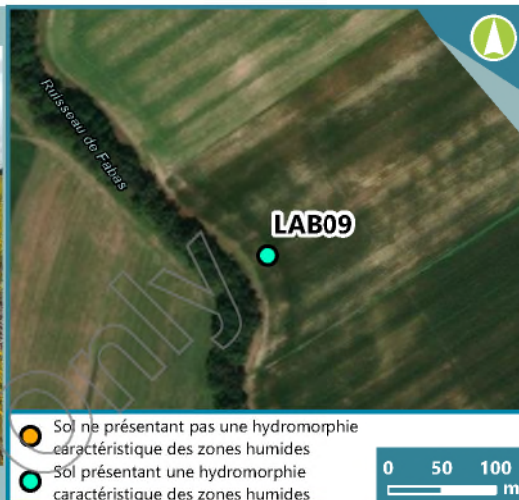 Ruisseau de Fabas
LAB09
Only
Sol ne présentant pas une hydromorphie
caractéristique des zones humides
Sol présentant une hydromorphie
caractéristique des zones humides
0 50 100
m